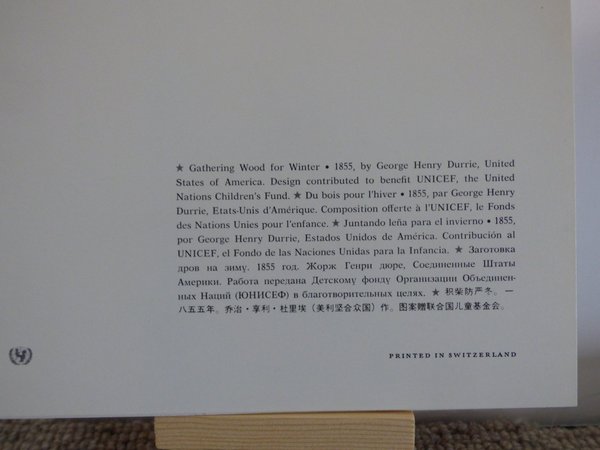 ★ Gathering Wood for Winter • 1855, by George Henry Durrie, United
States of America. Design contributed to benefit UNICEF, the United
Nations Children's Fund. ★ Du bois pour l'hiver • 1855, par George Henry
Durrie, Etats-Unis d'Amérique. Composition offerte à l'UNICEF, le Fonds
des Nations Unies pour l'enfance. ★ Juntando leña para el invierno • 1855,
por George Henry Durrie, Estados Unidos de América. Contribución al
UNICEF, el Fondo de las Naciones Unidas para la Infancia. ★ Заготовка
дров на зиму. 1855 год. Жорж Генри дюре, Соединенные Штаты
Америки. Работа передана Детскому фонду Организации Объединен-
ных Наций (ЮНИСЕФ) в благотворительных целях. ★ 积柴防严冬。一
八五五年。乔治·享利·杜里埃（美利坚合众国）作。图案赠联合国儿童基金会。
PRINTED IN SWITZERLAND